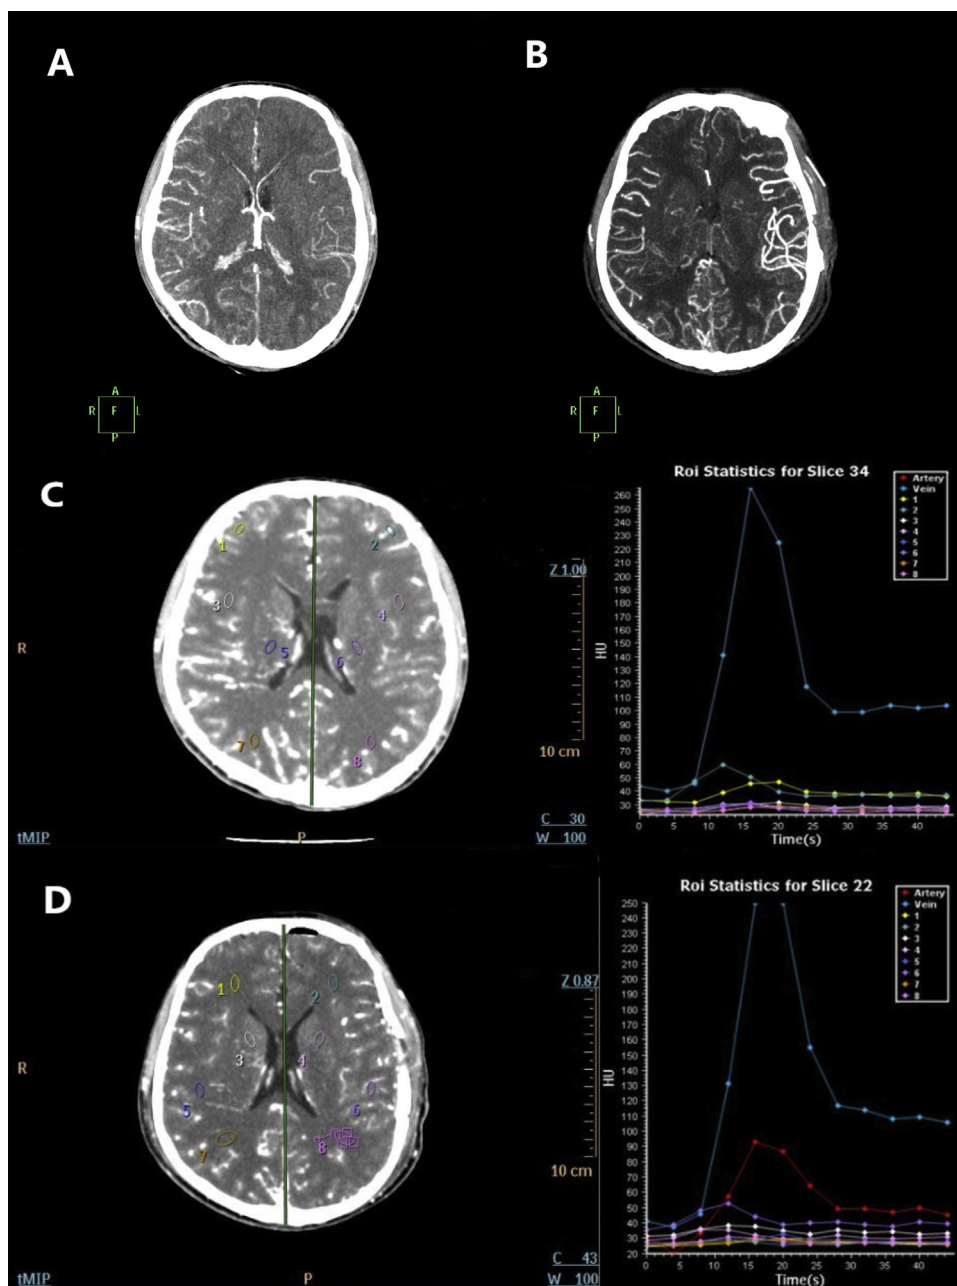 A
B
A
R F L
P
A
R F L
P
C
1
2
3
4
5
6
7
8
R
Z 1.00
10 cm
C 30
W 100
tMIP
P
Roi Statistics for Slice 34
Artery
Vein
1
2
3
4
5
6
7
8
HU
260
250
240
230
220
210
200
190
180
170
160
150
140
130
120
110
100
90
80
70
60
50
40
30
0 5 10 15 20 25 30 35 40
Time(s)
D
1
2
3
4
5
6
7
8
R
Z 0.87
10 cm
C 43
W 100
tMIP
P
Roi Statistics for Slice 22
Artery
Vein
1
2
3
4
5
6
7
8
HU
250
240
230
220
210
200
190
180
170
160
150
140
130
120
110
100
90
80
70
60
50
40
30
20
0 5 10 15 20 25 30 35 40
Time(s)